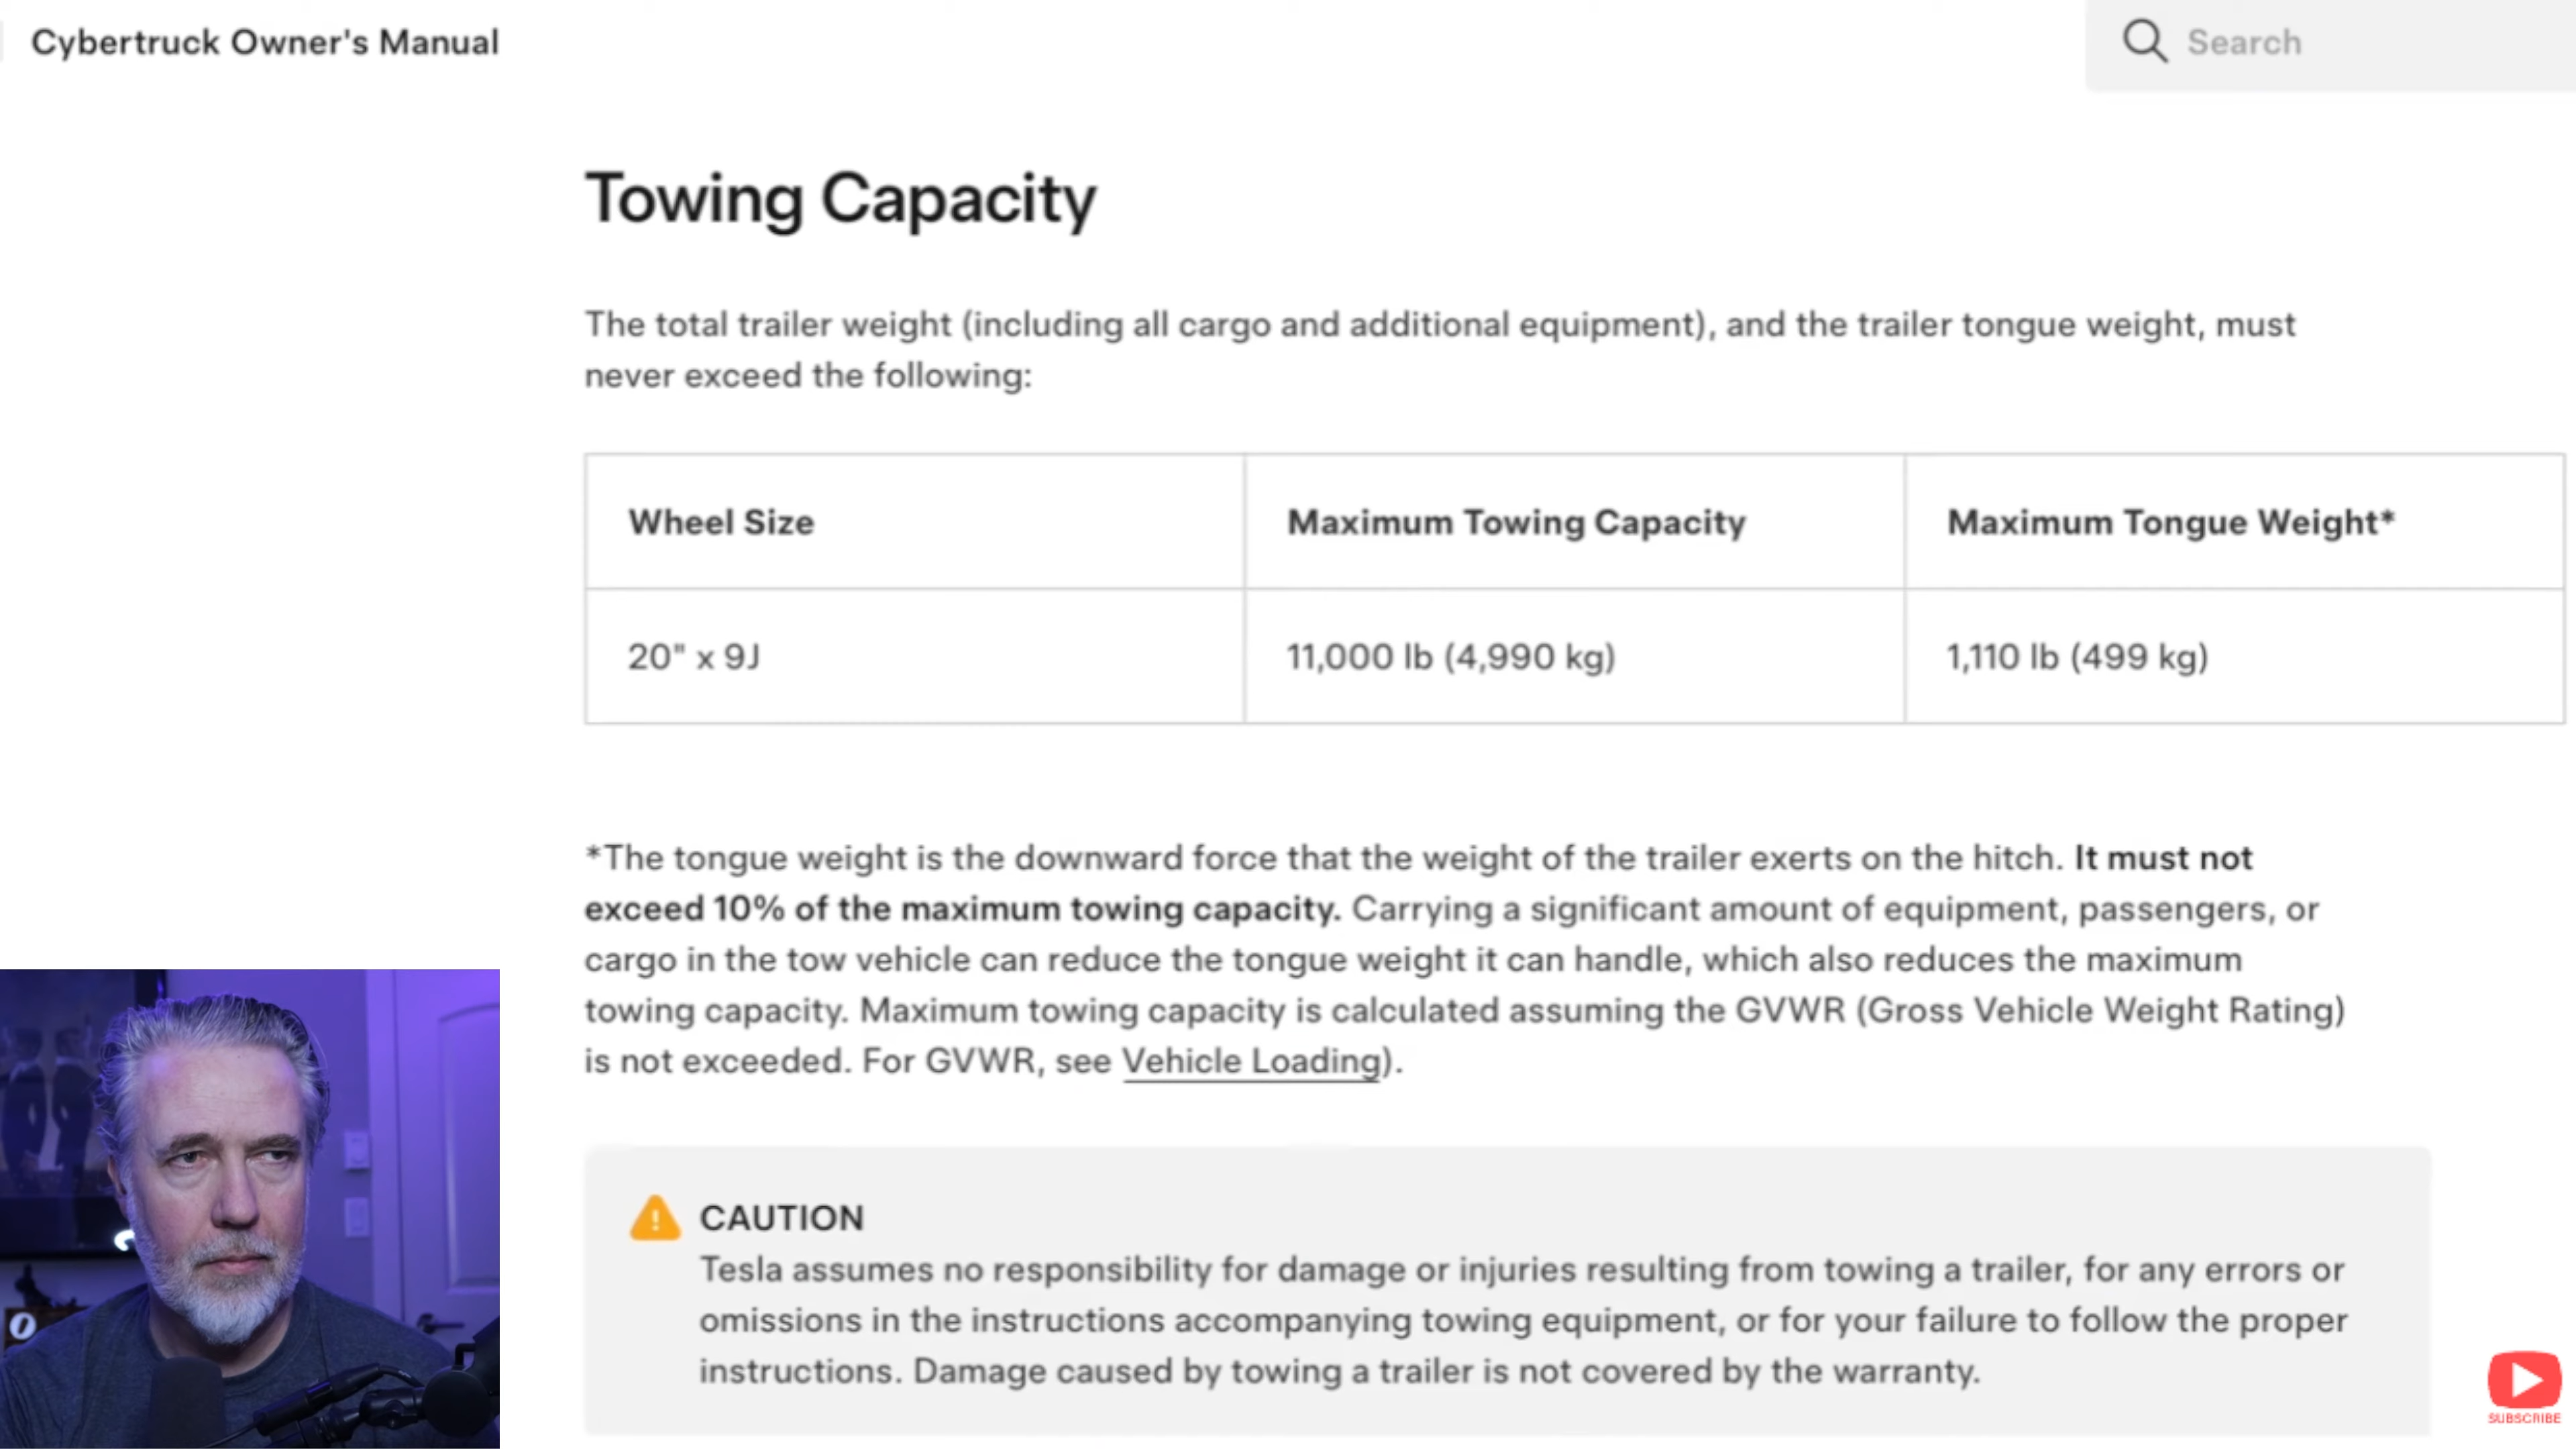 Cybertruck Owner's Manual
Search
Towing Capacity
The total trailer weight (including all cargo and additional equipment), and the trailer tongue weight, must
never exceed the following:
Wheel Size
Maximum Towing Capacity
Maximum Tongue Weight*
20" x 9J
11,000 lb (4,990 kg)
1,110 lb (499 kg)
*The tongue weight is the downward force that the weight of the trailer exerts on the hitch. It must not
exceed 10% of the maximum towing capacity. Carrying a significant amount of equipment, passengers, or
cargo in the tow vehicle can reduce the tongue weight it can handle, which also reduces the maximum
towing capacity. Maximum towing capacity is calculated assuming the GVWR (Gross Vehicle Weight Rating)
is not exceeded. For GVWR, see Vehicle Loading).
CAUTION
Tesla assumes no responsibility for damage or injuries resulting from towing a trailer, for any errors or
omissions in the instructions accompanying towing equipment, or for your failure to follow the proper
instructions. Damage caused by towing a trailer is not covered by the warranty.
SUBSCRIBE